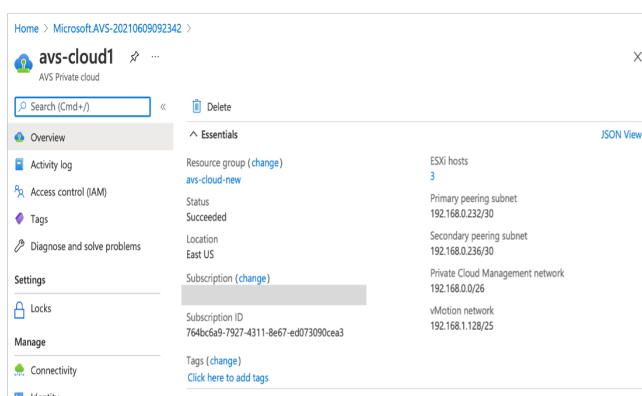 Home > Microsoft.AVS-20210609092342 >
avs-cloud1 ...
AVS Private cloud
X
Search (Cmd+/)
«
Delete
Overview
Activity log
Access control (IAM)
Tags
Diagnose and solve problems
Settings
Locks
Manage
Connectivity
Identity
Essentials
JSON View
Resource group (change)
avs-cloud-new
Status
Succeeded
Location
East US
Subscription (change)
Subscription ID
764bc6a9-7927-4311-8e67-ed073090cea3
Tags (change)
Click here to add tags
ESXi hosts
3
Primary peering subnet
192.168.0.232/30
Secondary peering subnet
192.168.0.236/30
Private Cloud Management network
192.168.0.0/26
vMotion network
192.168.1.128/25